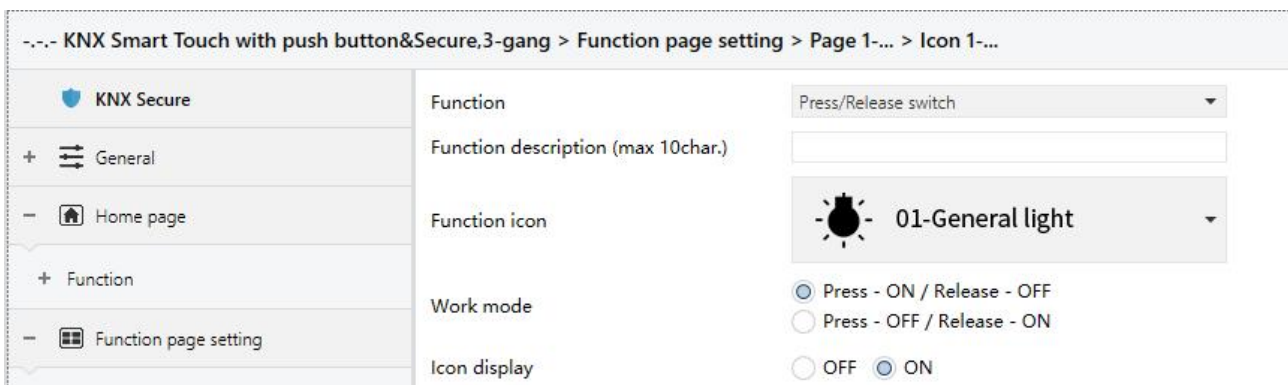 -.-.- KNX Smart Touch with push button&Secure,3-gang > Function page setting > Page 1-... > Icon 1-...
KNX Secure
+ General
– Home page
+ Function
– Function page setting
Function Press/Release switch
Function description (max 10char.)
Function icon 01-General light
Work mode
Press - ON / Release - OFF
Press - OFF / Release - ON
Icon display OFF ON